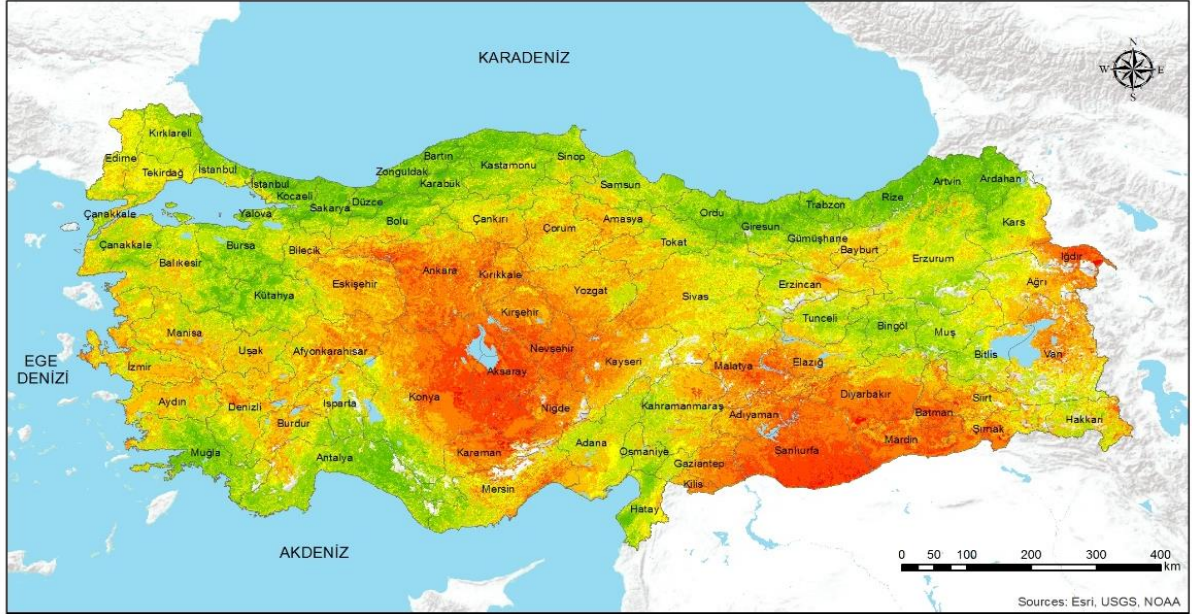 KARADENİZ
N
W
E
S
Kırklareli
Edirne
Tekirdağ
İstanbul
İstanbul
Kocaeli
Sakarya
Düzce
Zonguldak
Bartın
Karabük
Kastamonu
Sinop
Samsun
Ordu
Giresun
Trabzon
Rize
Artvin
Ardahan
Çanakkale
Yalova
Bolu
Çankırı
Çorum
Amasya
Tokat
Gümüşhane
Bayburt
Kars
Çanakkale
Balıkesir
Bursa
Bilecik
Eskişehir
Ankara
Kırıkkale
Yozgat
Sivas
Erzincan
Erzurum
Iğdır
Ağrı
Kütahya
Kırşehir
Tunceli
Bingöl
Muş
Manisa
Uşak
Afyonkarahisar
Nevşehir
Kayseri
Malatya
Elazığ
Bitlis
Van
EGE
DENİZİ
İzmir
Aksaray
Aydın
Denizli
Isparta
Konya
Niğde
Kahramanmaraş
Adıyaman
Diyarbakır
Batman
Siirt
Hakkari
Burdur
Muğla
Antalya
Karaman
Adana
Osmaniye
Gaziantep
Şanlıurfa
Mardin
Şırnak
Mersin
Kilis
Hatay
AKDENİZ
0 50 100 200 300 400
km
Sources: Esri, USGS, NOAA